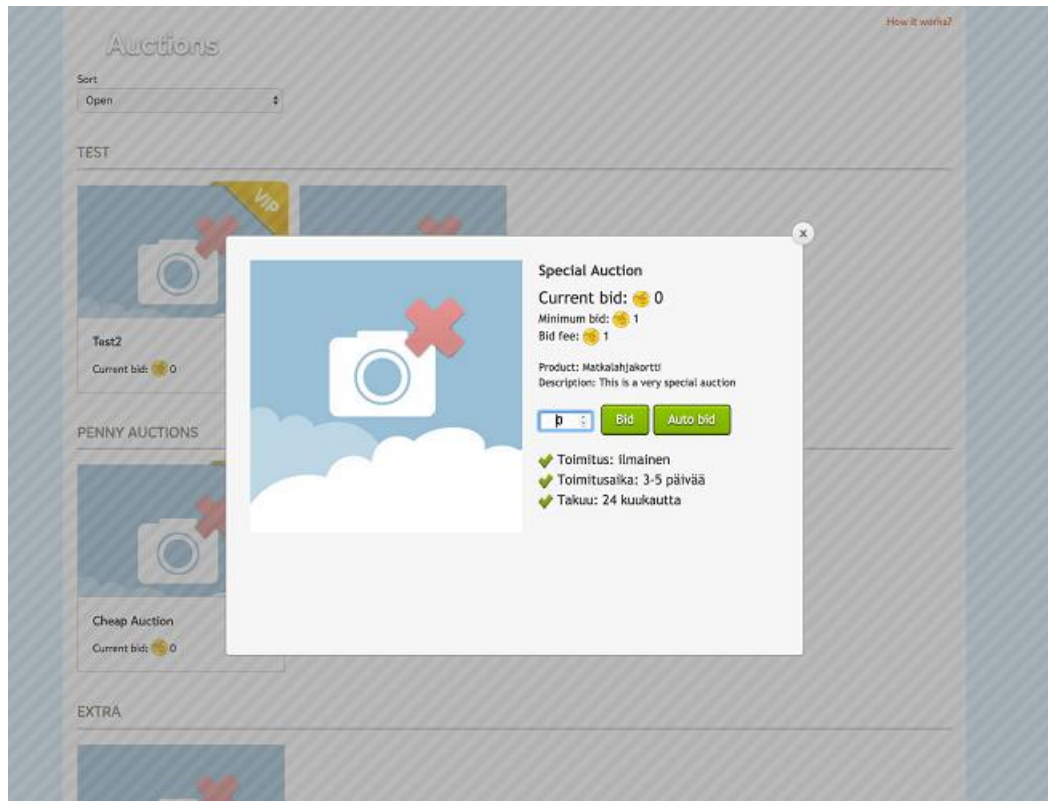 How it works?
Auctions
Sort
Open
TEST
VIP
Test2
Current bid: 0
PENNY AUCTIONS
Cheap Auction
Current bid: 0
EXTRA
x
Special Auction
Current bid: 0
Minimum bid: 1
Bid fee: 1
Product: Matkalahjakortti
Description: This is a very special auction
0 Bid Auto bid
Toimitus: ilmainen
Toimitusaika: 3-5 päivää
Takuu: 24 kuukautta